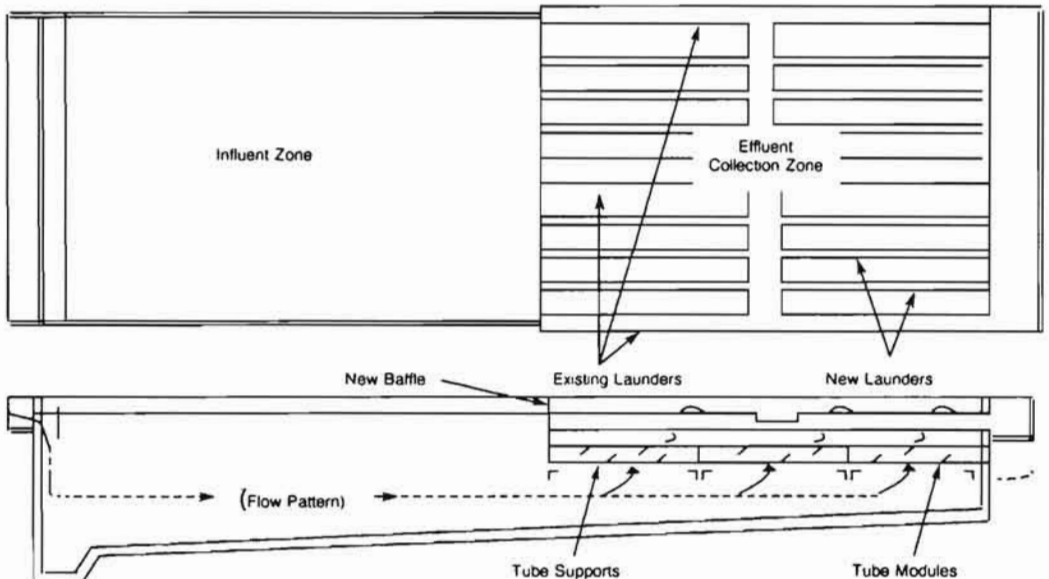 Influent Zone
Effluent
Collection Zone
New Baffle
Existing Launders
New Launders
(Flow Pattern)
Tube Supports
Tube Modules